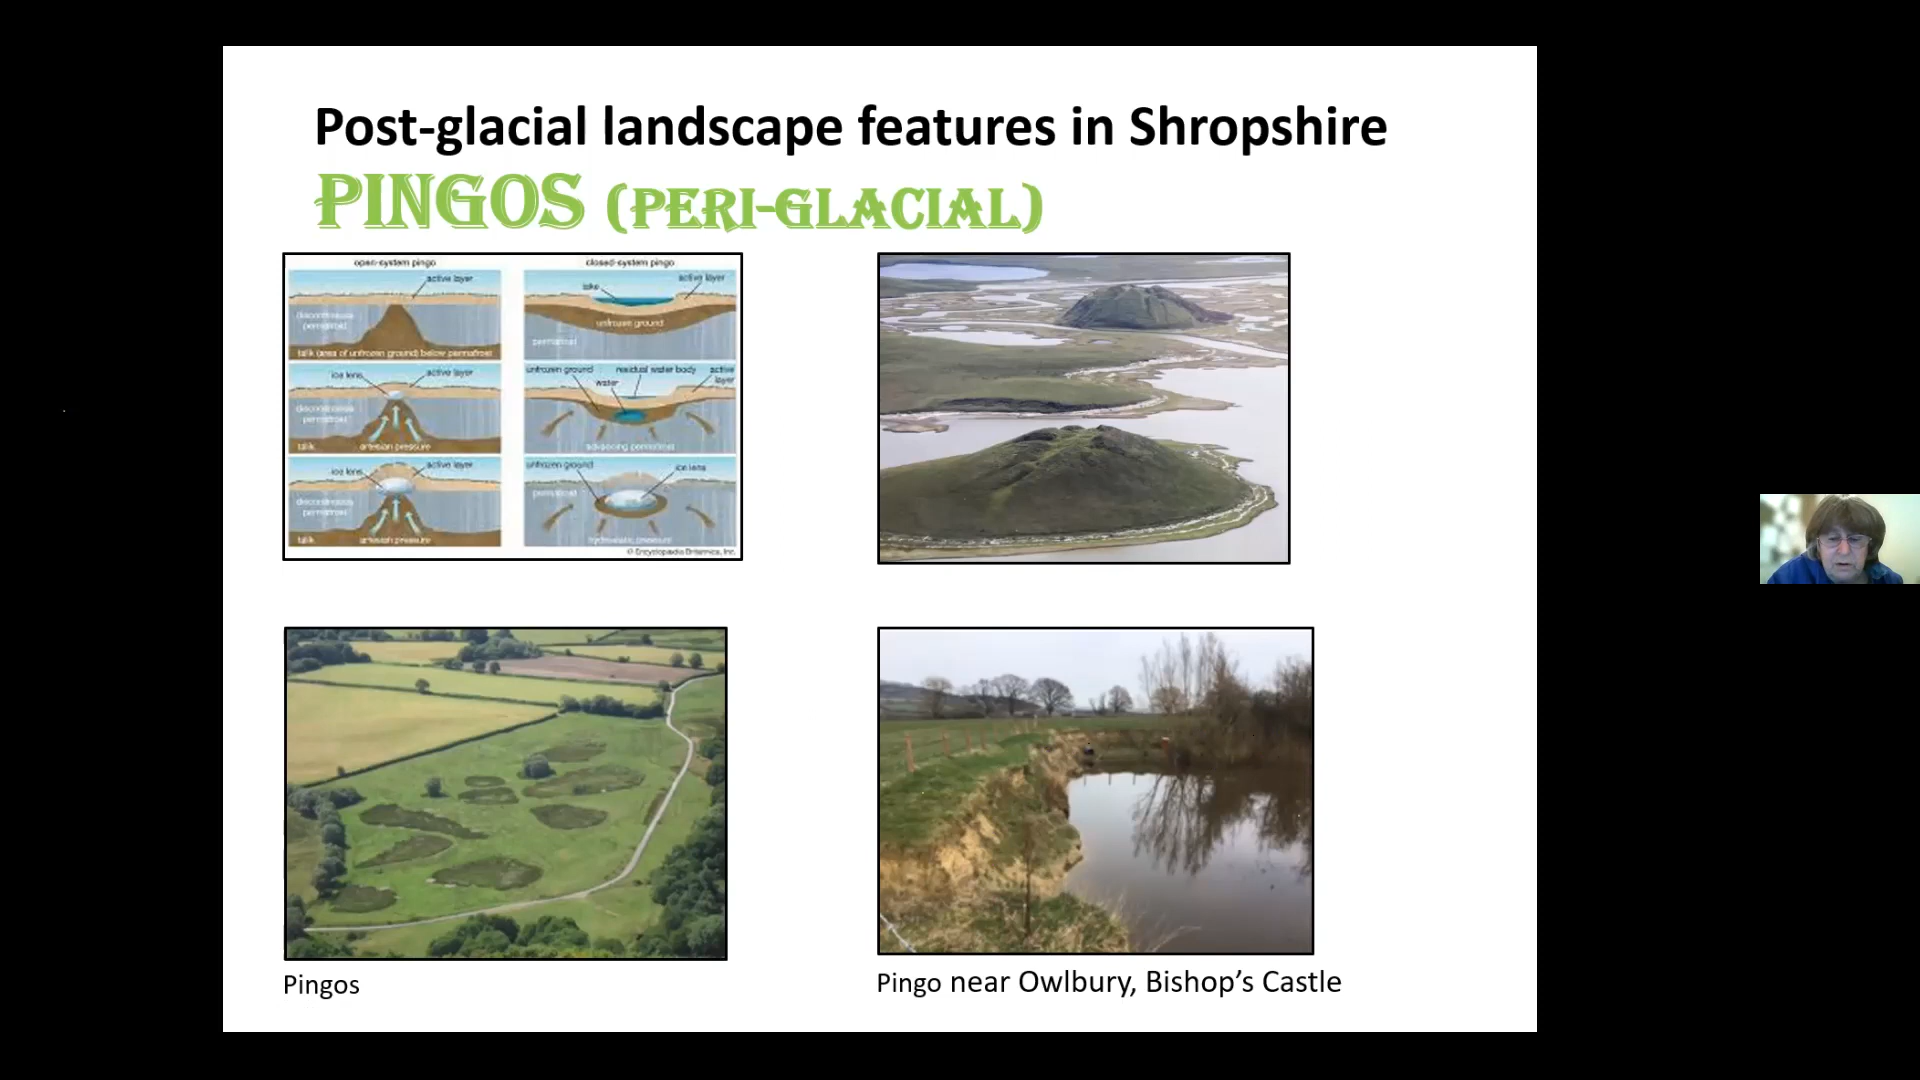 Post-glacial landscape features in Shropshire
PINGOS (PERI-GLACIAL)
open-system pingo
active layer
discontinuous
permafrost
talik (area of unfrozen ground) below permafrost
ice lens
active layer
discontinuous
permafrost
talik
artesian pressure
ice lens
active layer
discontinuous
permafrost
talik
artesian pressure
closed-system pingo
lake
active layer
unfrozen ground
permafrost
unfrozen ground
residual water body
active
layer
water
advancing permafrost
unfrozen ground
ice lens
permafrost
hydrostatic pressure
© Encyclopædia Britannica, Inc.
Pingos
Pingo near Owlbury, Bishop’s Castle